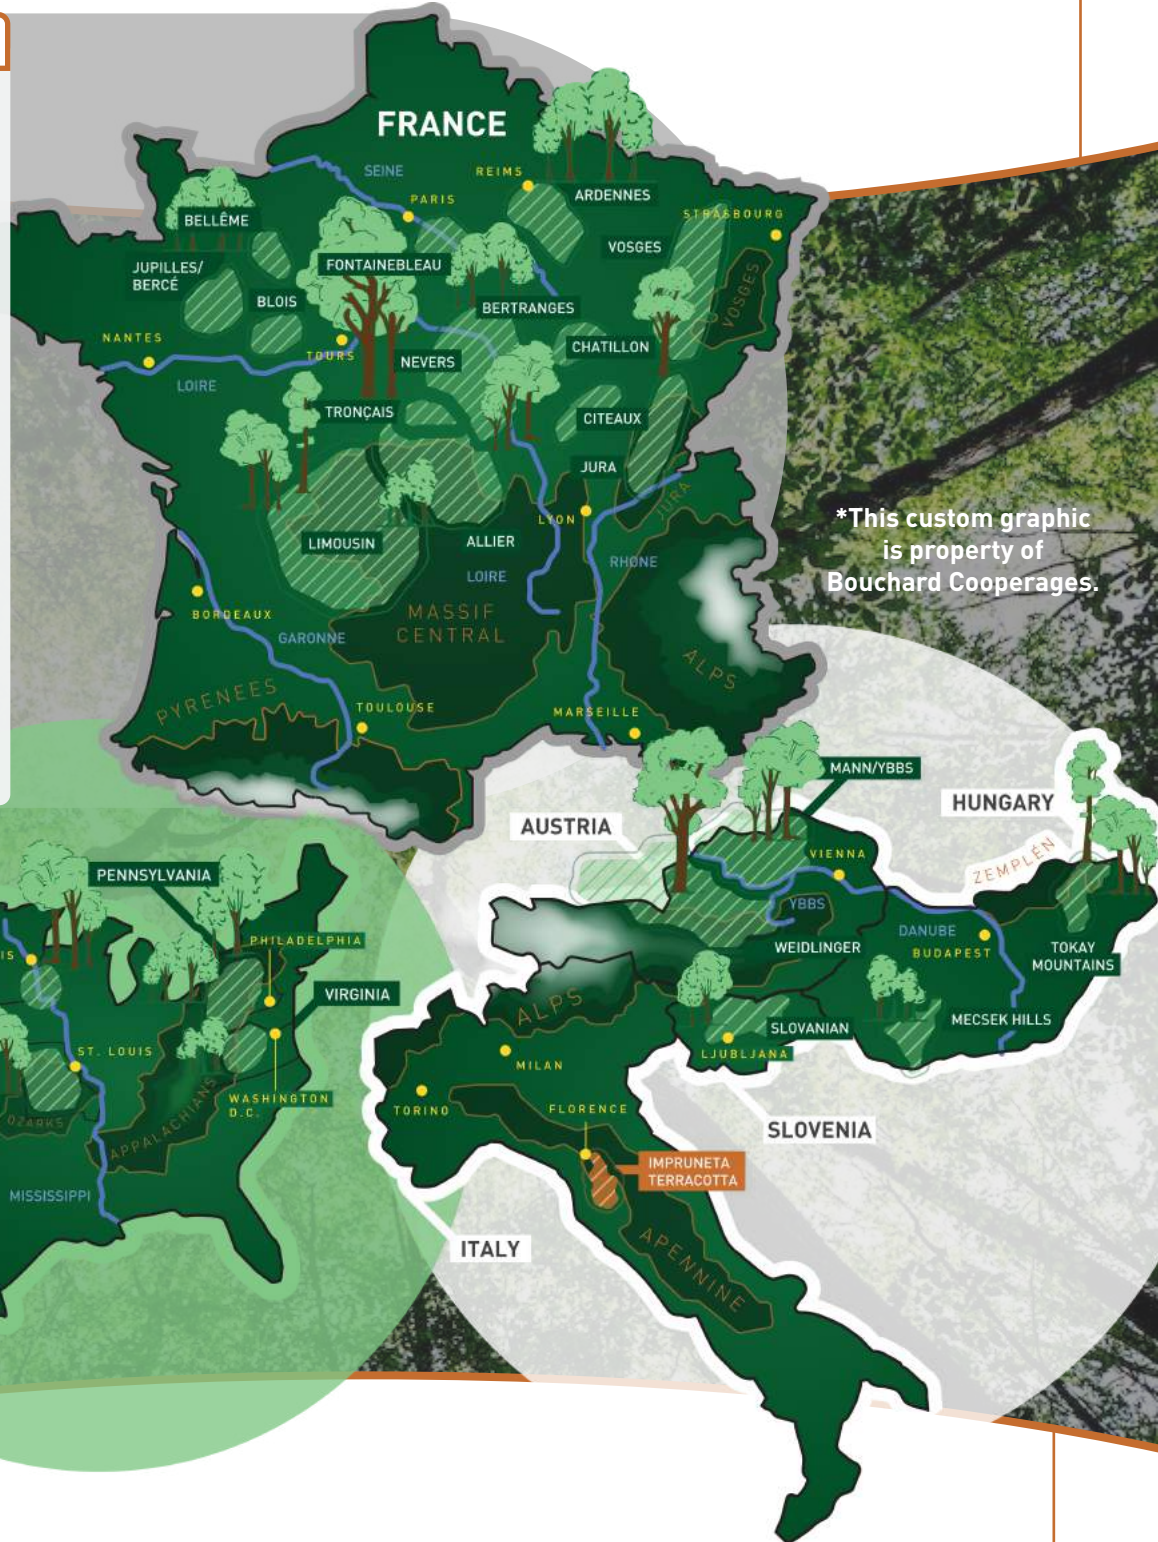 FRANCE
SEINE
REIMS
ARDENNES
PARIS
STRASBOURG
BELLÊME
VOSGES
FONTAINEBLEAU
JUPILLES/
BERCÉ
VOSGES
BLOIS
BERTRANGES
NANTES
CHATILLON
TOURS
NEVERS
LOIRE
TRONÇAIS
CITEAUX
JURA
JURA
LYON
LIMOUSIN
ALLIER
RHONE
LOIRE
BORDEAUX
MASSIF
CENTRAL
GARONNE
ALPS
PYRENEES
TOULOUSE
MARSEILLE
*This custom graphic
is property of
Bouchard Cooperages.
MANN/YBBS
HUNGARY
AUSTRIA
VIENNA
ZEMPLÉN
YBBS
DANUBE
WEIDLINGER
BUDAPEST
TOKAY
MOUNTAINS
ALPS
SLOVANIAN
MECSEK HILLS
LJUBLJANA
MILAN
TORINO
FLORENCE
SLOVENIA
IMPRUNETA
TERRACOTTA
ITALY
APENNINE
PENNSYLVANIA
PHILADELPHIA
IS
VIRGINIA
ST. LOUIS
WASHINGTON
D.C.
OZARKS
APPALACHIANS
MISSISSIPPI